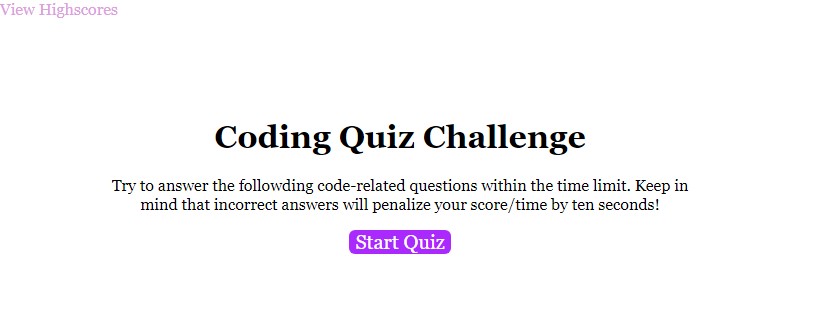 View Highscores
Coding Quiz Challenge
Try to answer the followding code-related questions within the time limit. Keep in
mind that incorrect answers will penalize your score/time by ten seconds!
Start Quiz